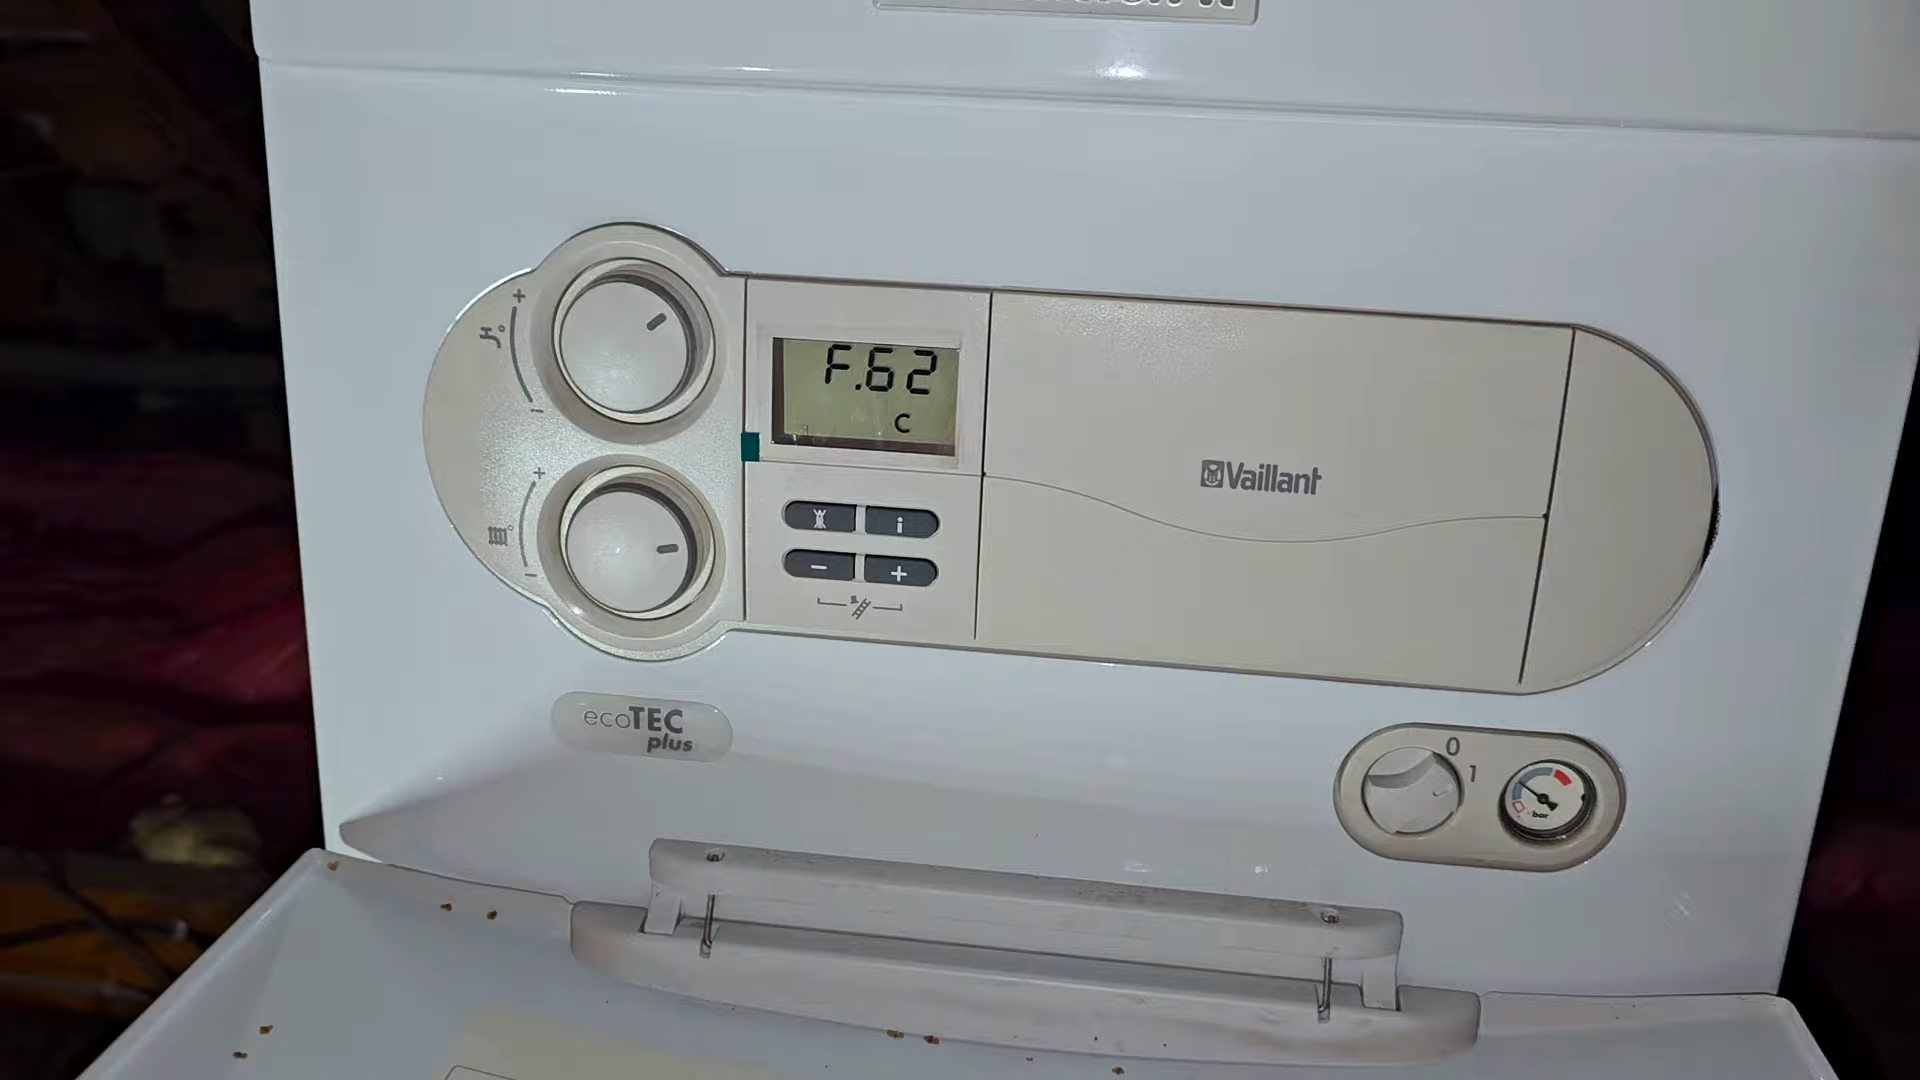 +
-
F.62
c
Vaillant
i
+
-
- +
ecoTEC
plus
0
1
bar